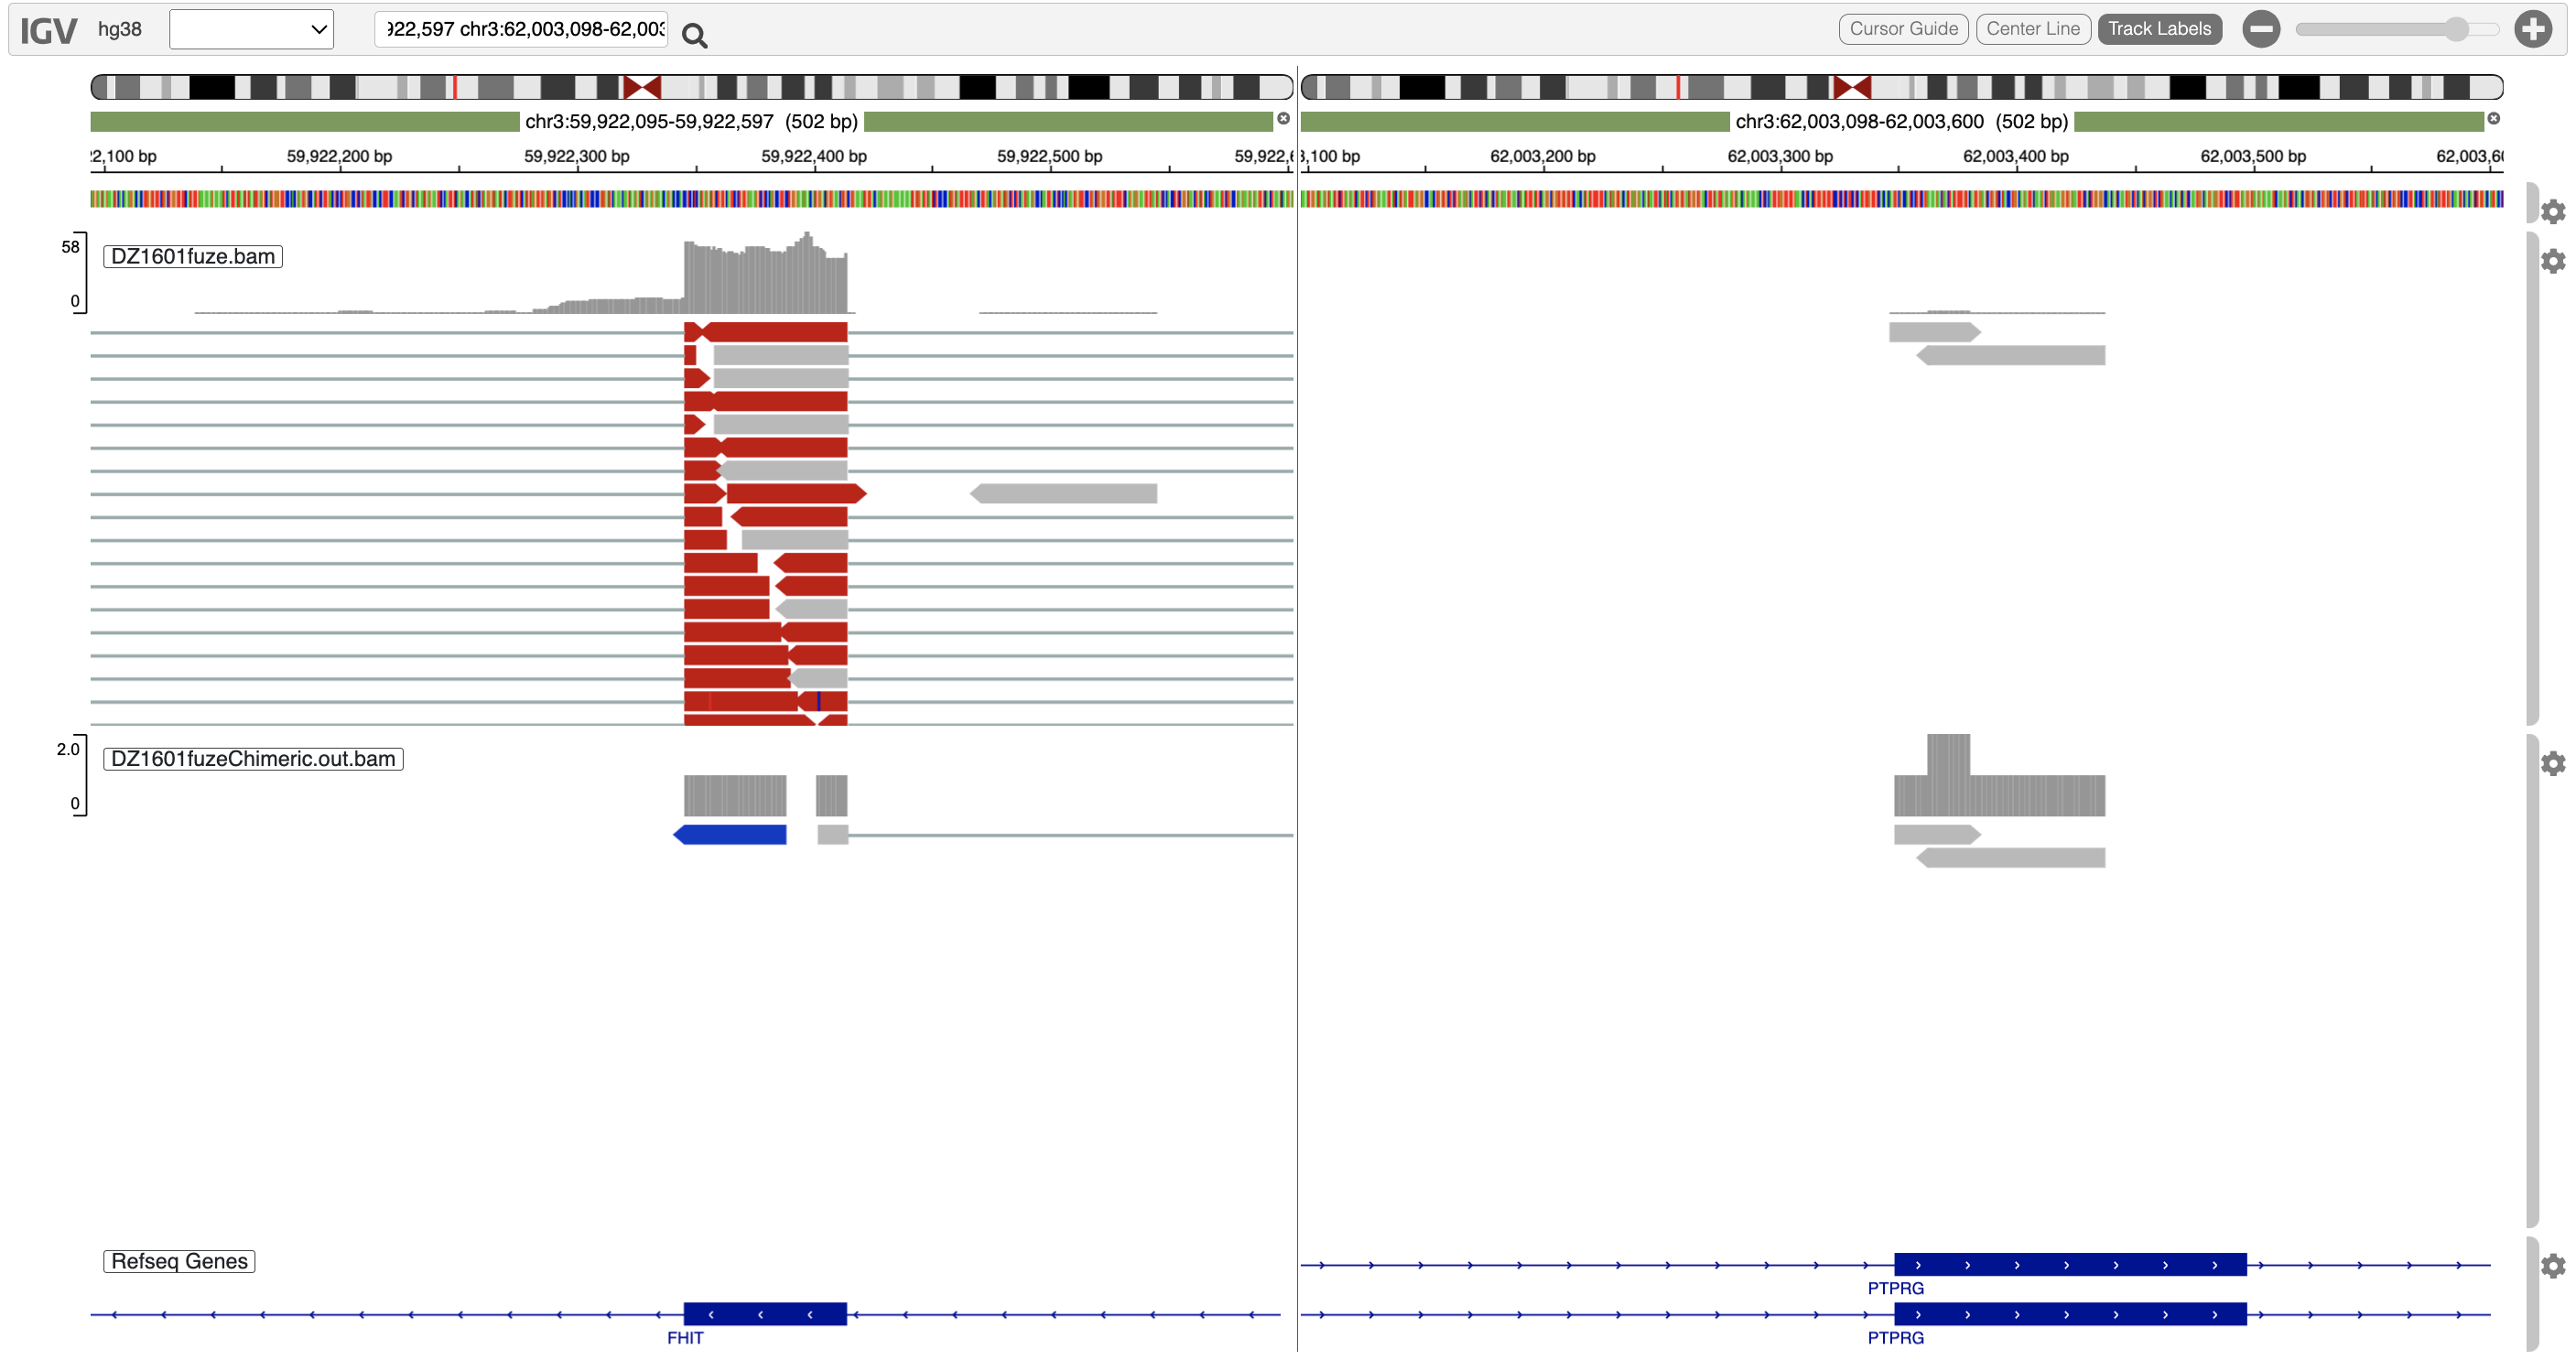 IGV hg38 922,597 chr3:62,003,098-62,003 Cursor Guide Center Line Track Labels
chr3:59,922,095-59,922,597 (502 bp) chr3:62,003,098-62,003,600 (502 bp)
2,100 bp 59,922,200 bp 59,922,300 bp 59,922,400 bp 59,922,500 bp 59,922,6 3,100 bp 62,003,200 bp 62,003,300 bp 62,003,400 bp 62,003,500 bp 62,003,60
58
DZ1601fuze.bam
0
2.0
DZ1601fuzeChimeric.out.bam
0
Refseq Genes
PTPRG
FHIT PTPRG